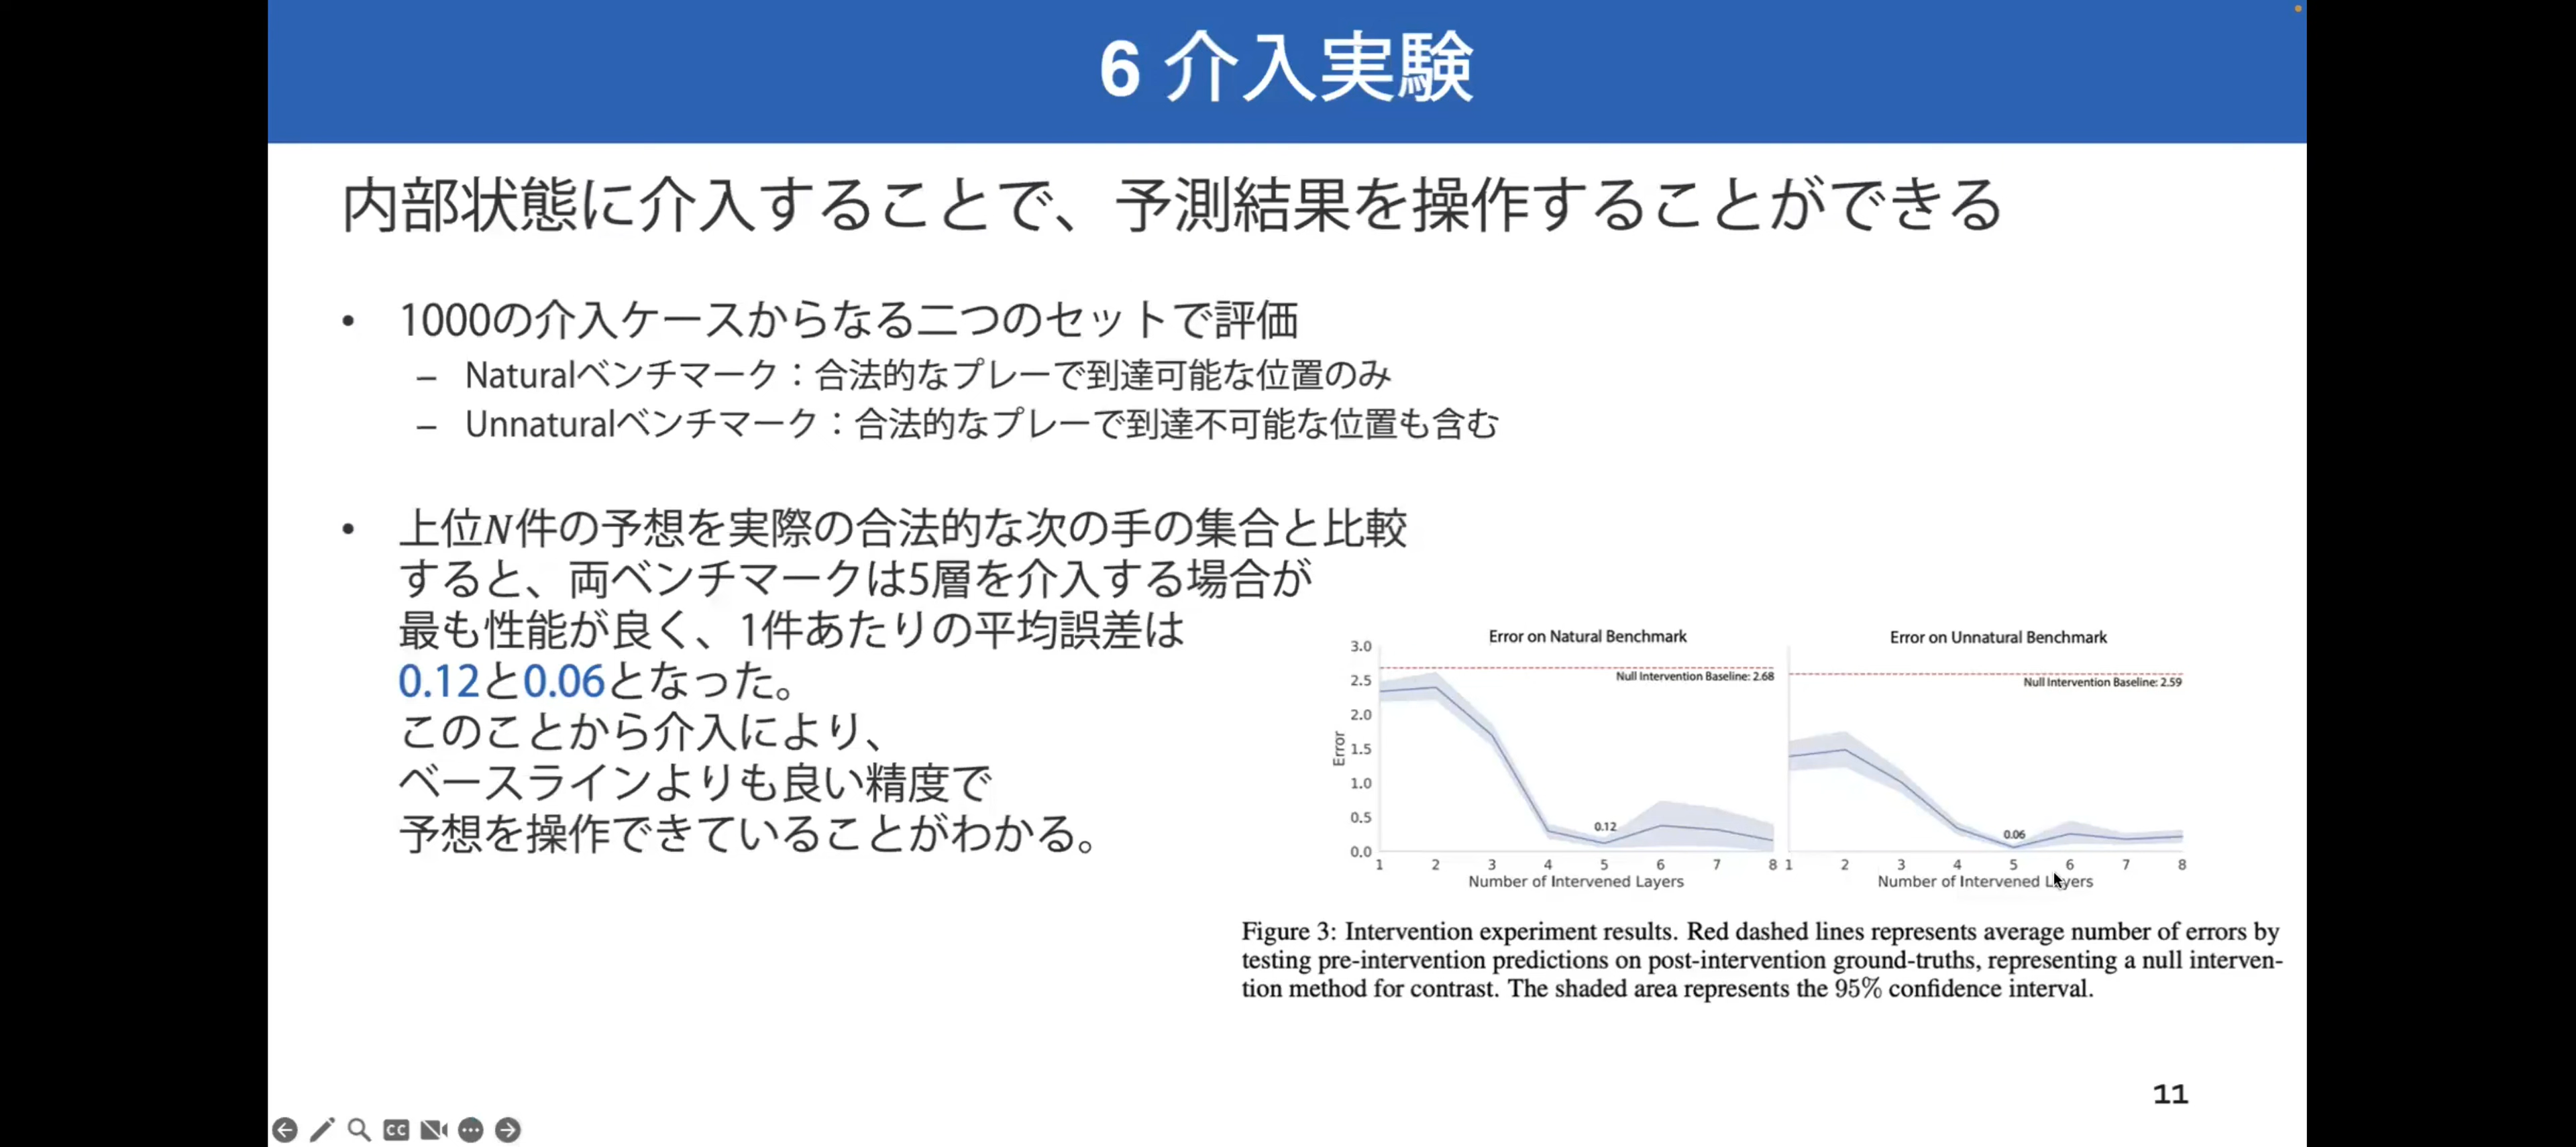 6 介入実験
内部状態に介入することで、予測結果を操作することができる
• 1000の介入ケースからなる二つのセットで評価
– Naturalベンチマーク：合法的なプレーで到達可能な位置のみ
– Unnaturalベンチマーク：合法的なプレーで到達不可能な位置も含む
• 上位N件の予想を実際の合法的な次の手の集合と比較
すると、両ベンチマークは5層を介入する場合が
最も性能が良く、1件あたりの平均誤差は
0.12と0.06となった。
このことから介入により、
ベースラインよりも良い精度で
予想を操作できていることがわかる。
Error on Natural Benchmark
3.0
2.5
2.0
1.5
1.0
0.5
0.0
Error
Null Intervention Baseline: 2.68
0.12
1 2 3 4 5 6 7 8
Number of Intervened Layers
Error on Unnatural Benchmark
Null Intervention Baseline: 2.59
0.06
1 2 3 4 5 6 7 8
Number of Intervened Layers
Figure 3: Intervention experiment results. Red dashed lines represents average number of errors by
testing pre-intervention predictions on post-intervention ground-truths, representing a null interven-
tion method for contrast. The shaded area represents the 95% confidence interval.
11
CC